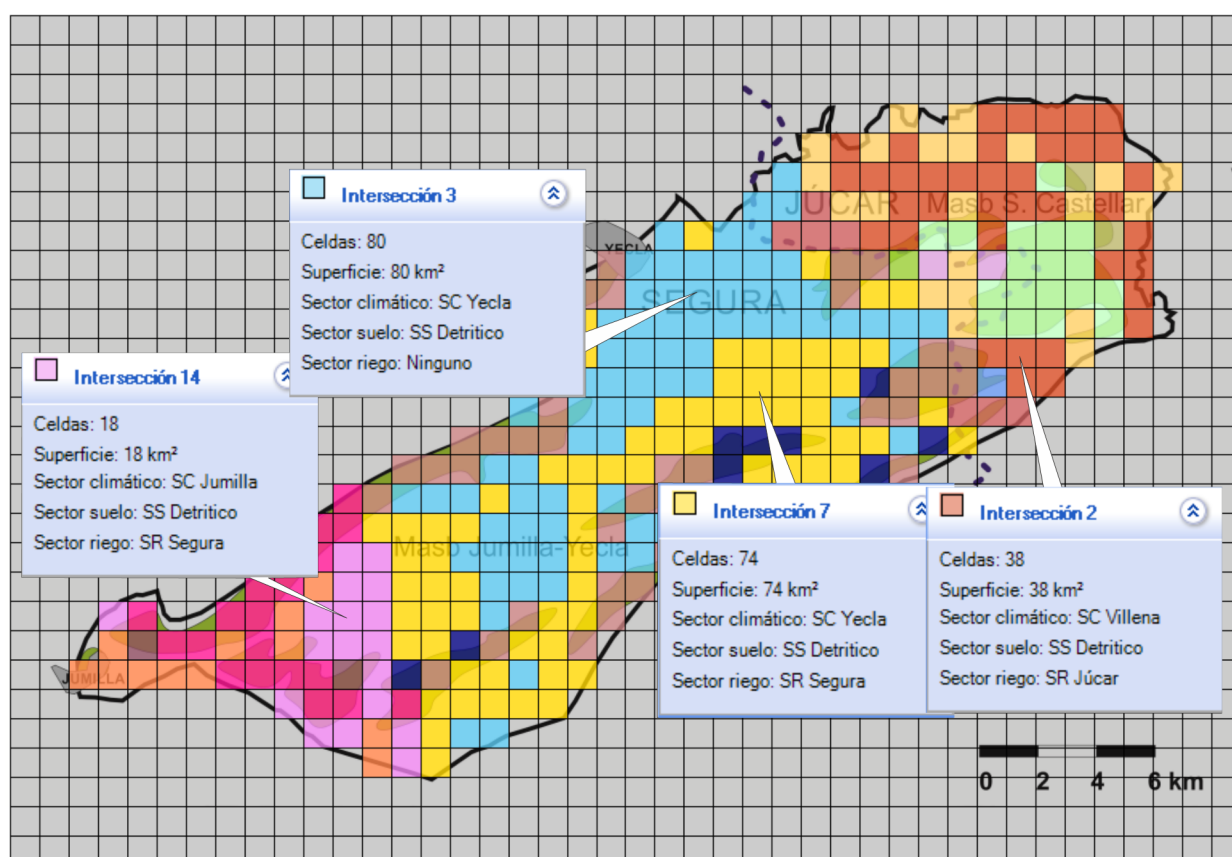 JÚCAR Masb S. Castellar
Intersección 3
Celdas: 80
Superficie: 80 km²
Sector climático: SC Yecla
Sector suelo: SS Detritico
Sector riego: Ninguno
YECLA
SEGURA
Intersección 14
Celdas: 18
Superficie: 18 km²
Sector climático: SC Jumilla
Sector suelo: SS Detritico
Sector riego: SR Segura
Masb Jumilla-Yecla
Intersección 7
Celdas: 74
Superficie: 74 km²
Sector climático: SC Yecla
Sector suelo: SS Detritico
Sector riego: SR Segura
Intersección 2
Celdas: 38
Superficie: 38 km²
Sector climático: SC Villena
Sector suelo: SS Detritico
Sector riego: SR Júcar
JUMILLA
0 2 4 6 km